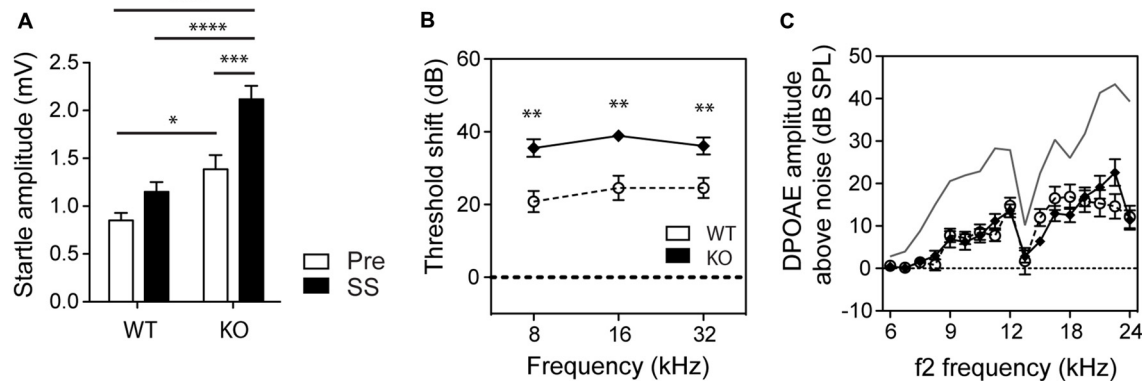 A
****
***
*
Startle amplitude (mV)
2.5
2.0
1.5
1.0
0.5
0.0
WT
KO
Pre
SS
B
Threshold shift (dB)
60
40
20
0
**
**
**
WT
KO
8
16
32
Frequency (kHz)
C
DPOAE amplitude
above noise (dB SPL)
50
40
30
20
10
0
-10
6
9
12
18
24
f2 frequency (kHz)